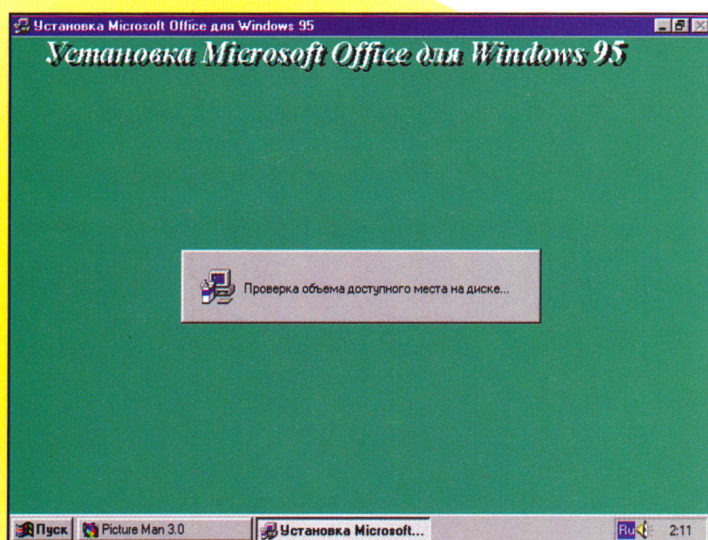 Установка Microsoft Office для Windows 95
Установка Microsoft Office для Windows 95
Проверка объема доступного места на диске...
Пуск
Picture Man 3.0
Установка Microsoft...
Ru
2:11